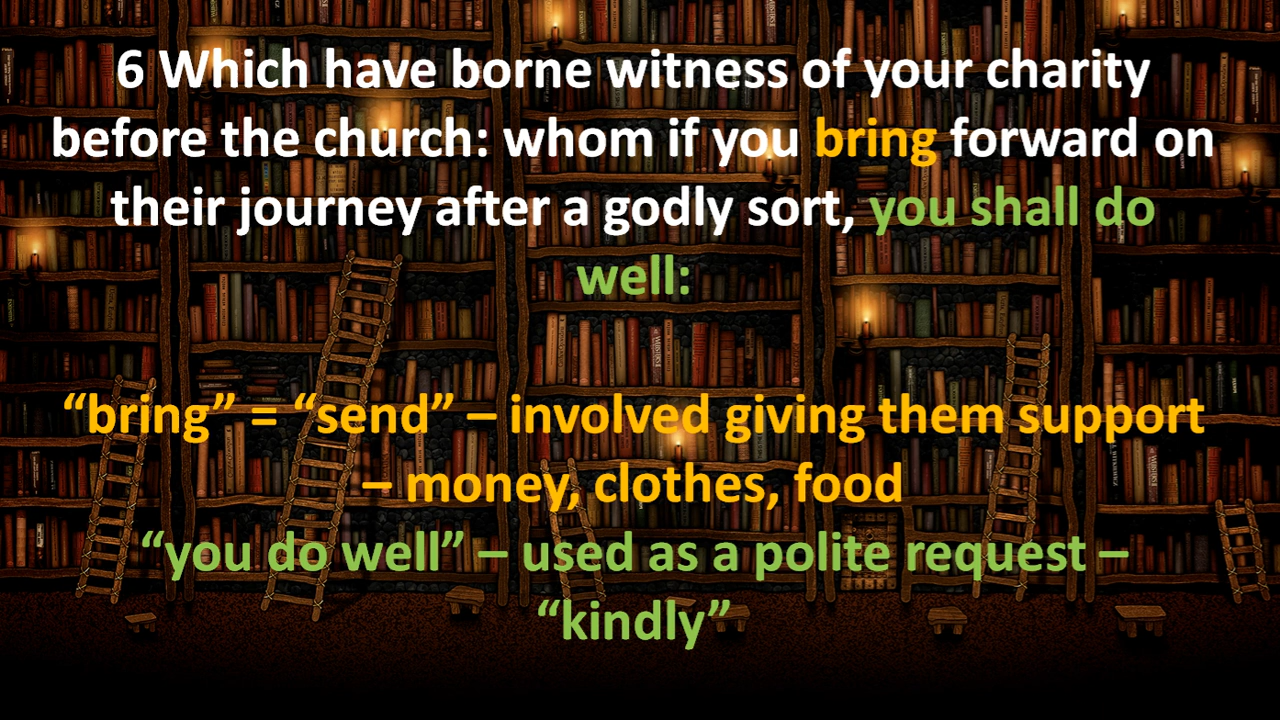 6 Which have borne witness of your charity
before the church: whom if you bring forward on
their journey after a godly sort, you shall do
well:
“bring” = “send” – involved giving them support
– money, clothes, food
“you do well” – used as a polite request –
“kindly”